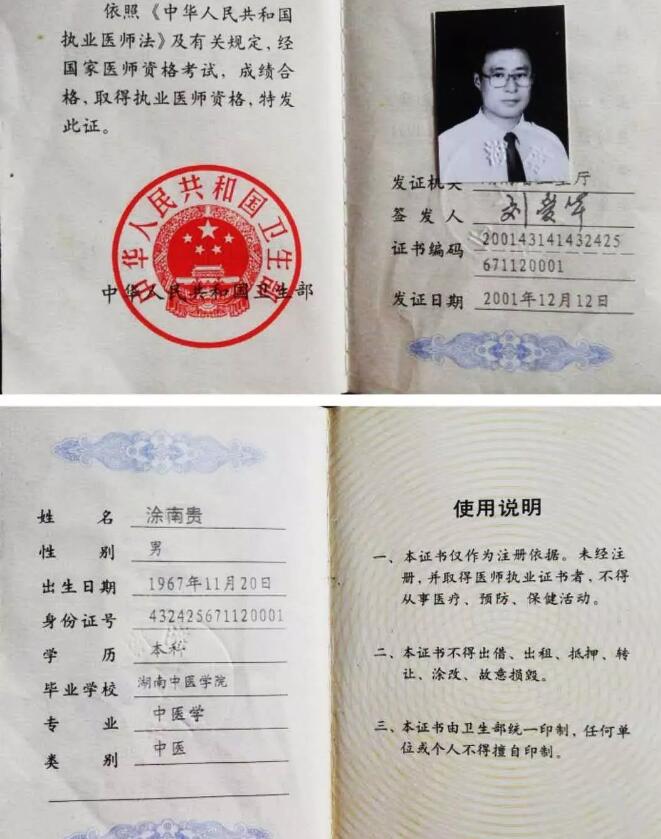 依照《中华人民共和国
执业医师法》及有关规定,经
国家医师资格考试,成绩合
格,取得执业医师资格,特发
此证。
中华人民共和国卫生部
中华人民共和国卫生部
发证机关 生厅
签发人
证书编码 200143141432425
671120001
发证日期 2001年12月12日
姓名 涂南贵
性别 男
出生日期 1967年11月20日
身份证号 432425671120001
学历 本科
毕业学校 湖南中医学院
专业 中医学
类别 中医
使用说明
一、本证书仅作为注册依据。未经注
册,并取得医师执业证书者,不得
从事医疗、预防、保健活动。
二、本证书不得出借、出租、抵押、转
让、涂改、故意损毁。
三、本证书由卫生部统一印制,任何单
位或个人不得擅自印制。